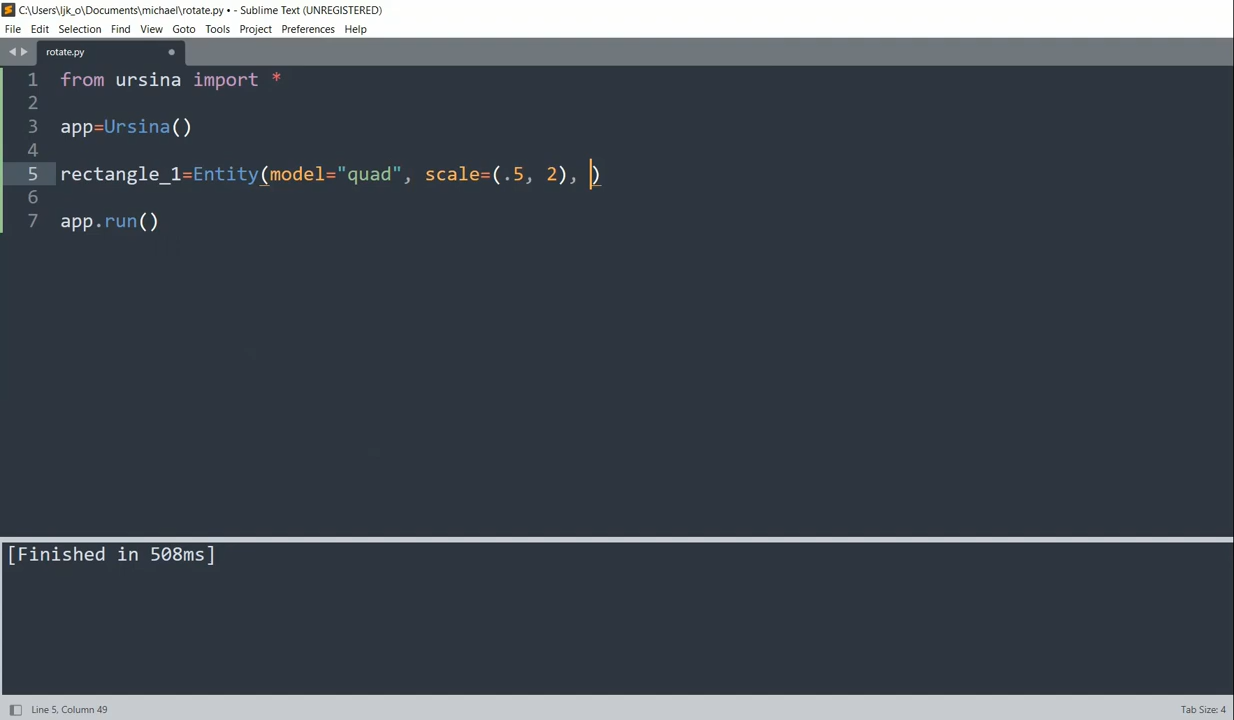 C:\Users\ljk_o\Documents\michael\rotate.py • - Sublime Text (UNREGISTERED)
File Edit Selection Find View Goto Tools Project Preferences Help
rotate.py
1 from ursina import *
2
3 app=Ursina()
4
5 rectangle_1=Entity(model="quad", scale=(.5, 2), )
6
7 app.run()
[Finished in 508ms]
Line 5, Column 49 Tab Size: 4